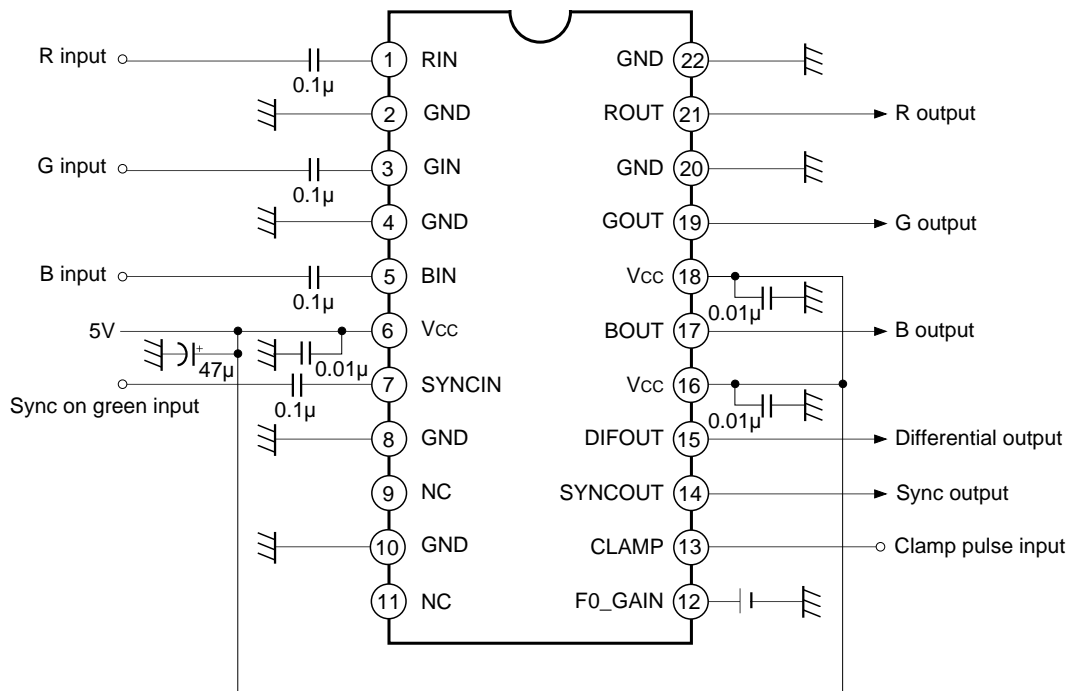 R input
0.1µ
1
RIN
GND
22
2
GND
ROUT
21
R output
G input
0.1µ
3
GIN
GND
20
4
GND
GOUT
19
G output
B input
0.1µ
5
BIN
VCC
18
0.01µ
5V
47µ
+
0.01µ
6
VCC
BOUT
17
B output
Sync on green input
0.1µ
7
SYNCIN
VCC
16
0.01µ
8
GND
DIFOUT
15
Differential output
9
NC
SYNCOUT
14
Sync output
10
GND
CLAMP
13
Clamp pulse input
11
NC
F0_GAIN
12